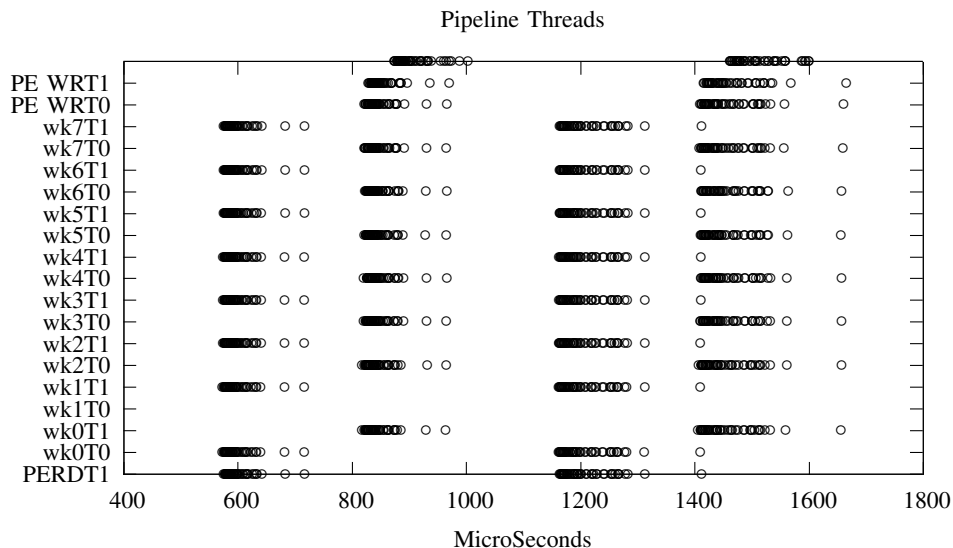 Pipeline Threads
PE WRT1
PE WRT0
wk7T1
wk7T0
wk6T1
wk6T0
wk5T1
wk5T0
wk4T1
wk4T0
wk3T1
wk3T0
wk2T1
wk2T0
wk1T1
wk1T0
wk0T1
wk0T0
PERDT1
400 600 800 1000 1200 1400 1600 1800
MicroSeconds